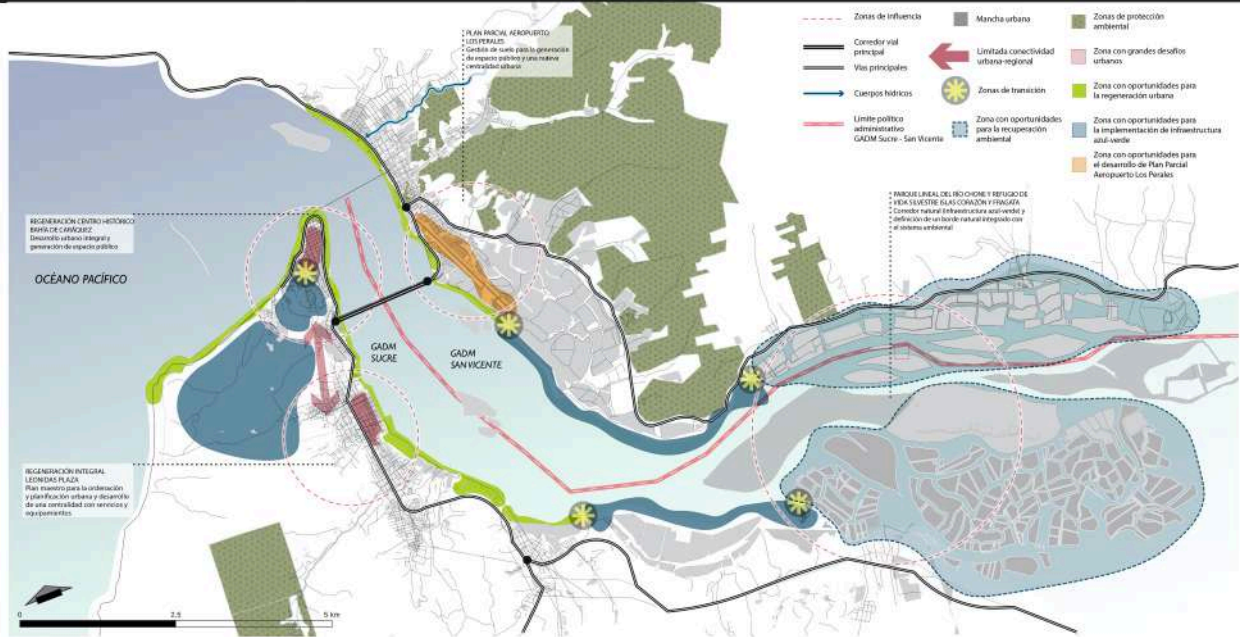 Zonas de influencia
Corredor vial
principal
Vías principales
Cuerpos hídricos
Límite político
administrativo
GADM Sucre - San Vicente
Mancha urbana
Limitada conectividad
urbana-regional
Zonas de transición
Zona con oportunidades
para la recuperación
ambiental
Zonas de protección
ambiental
Zona con grandes desafíos
urbanos
Zona con oportunidades para
la regeneración urbana
Zona con oportunidades para
la implementación de infraestructura
azul-verde
Zona con oportunidades para
el desarrollo de Plan Parcial
Aeropuerto Los Perales
PLAN PARCIAL AEROPUERTO
LOS PERALES
Gestión de suelo para la generación
de espacio público y una nueva
centralidad urbana
PARQUE LINEAL DEL RÍO CHONE Y REFUGIO DE
VIDA SILVESTRE ISLAS CORAZÓN Y FRAGATA
Corredor natural (infraestructura azul-verde) y
definición de un borde natural integrado con
el sistema ambiental
REGENERACIÓN CENTRO HISTÓRICO
BAHÍA DE CARÁQUEZ
Desarrollo urbano integral y
generación de espacio público
OCÉANO PACÍFICO
GADM
SUCRE
GADM
SAN VICENTE
REGENERACIÓN INTEGRAL
LEONIDAS PLAZA
Plan maestro para la ordenación
y planificación urbana y desarrollo
de una centralidad con servicios y
equipamientos
0 2.5 5 km